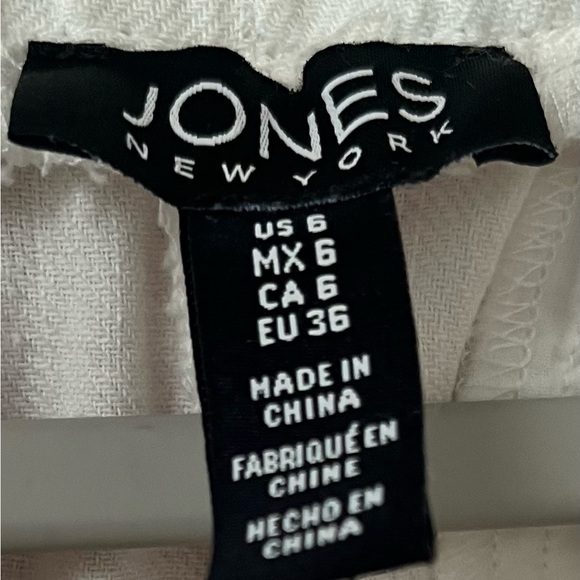 JONES
NEW YORK
US 6
MX 6
CA 6
EU 36
MADE IN
CHINA
FABRIQUÉ EN
CHINE
HECHO EN
CHINA